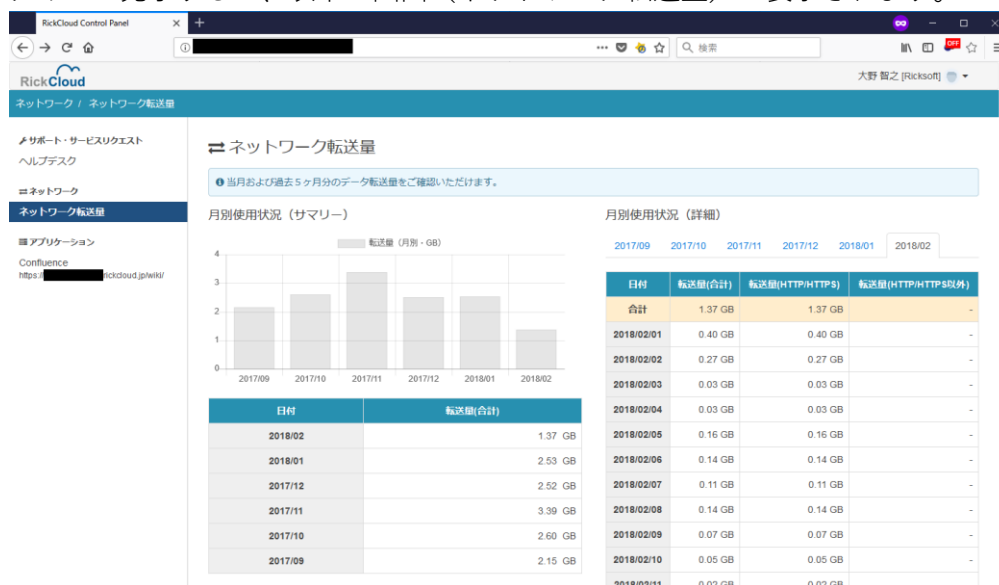 RickCloud Control Panel
検索
OFF
RickCloud
大野 智之 [Ricksoft]
ネットワーク / ネットワーク転送量
サポート・サービスリクエスト
ヘルプデスク
ネットワーク
ネットワーク転送量
アプリケーション
Confluence
https://
rickcloud.jp/wiki/
ネットワーク転送量
当月および過去5ヶ月分のデータ転送量をご確認いただけます。
月別使用状況（サマリー）
転送量（月別 - GB）
4
3
2
1
0
2017/09 2017/10 2017/11 2017/12 2018/01 2018/02
日付 転送量(合計)
2018/02 1.37 GB
2018/01 2.53 GB
2017/12 2.52 GB
2017/11 3.39 GB
2017/10 2.60 GB
2017/09 2.15 GB
月別使用状況（詳細）
2017/09 2017/10 2017/11 2017/12 2018/01 2018/02
日付 転送量(合計) 転送量(HTTP/HTTPS) 転送量(HTTP/HTTPS以外)
合計 1.37 GB 1.37 GB -
2018/02/01 0.40 GB 0.40 GB -
2018/02/02 0.27 GB 0.27 GB -
2018/02/03 0.03 GB 0.03 GB -
2018/02/04 0.03 GB 0.03 GB -
2018/02/05 0.16 GB 0.16 GB -
2018/02/06 0.14 GB 0.14 GB -
2018/02/07 0.11 GB 0.11 GB -
2018/02/08 0.14 GB 0.14 GB -
2018/02/09 0.07 GB 0.07 GB -
2018/02/10 0.05 GB 0.05 GB -
2018/02/11 0.02 GB 0.02 GB